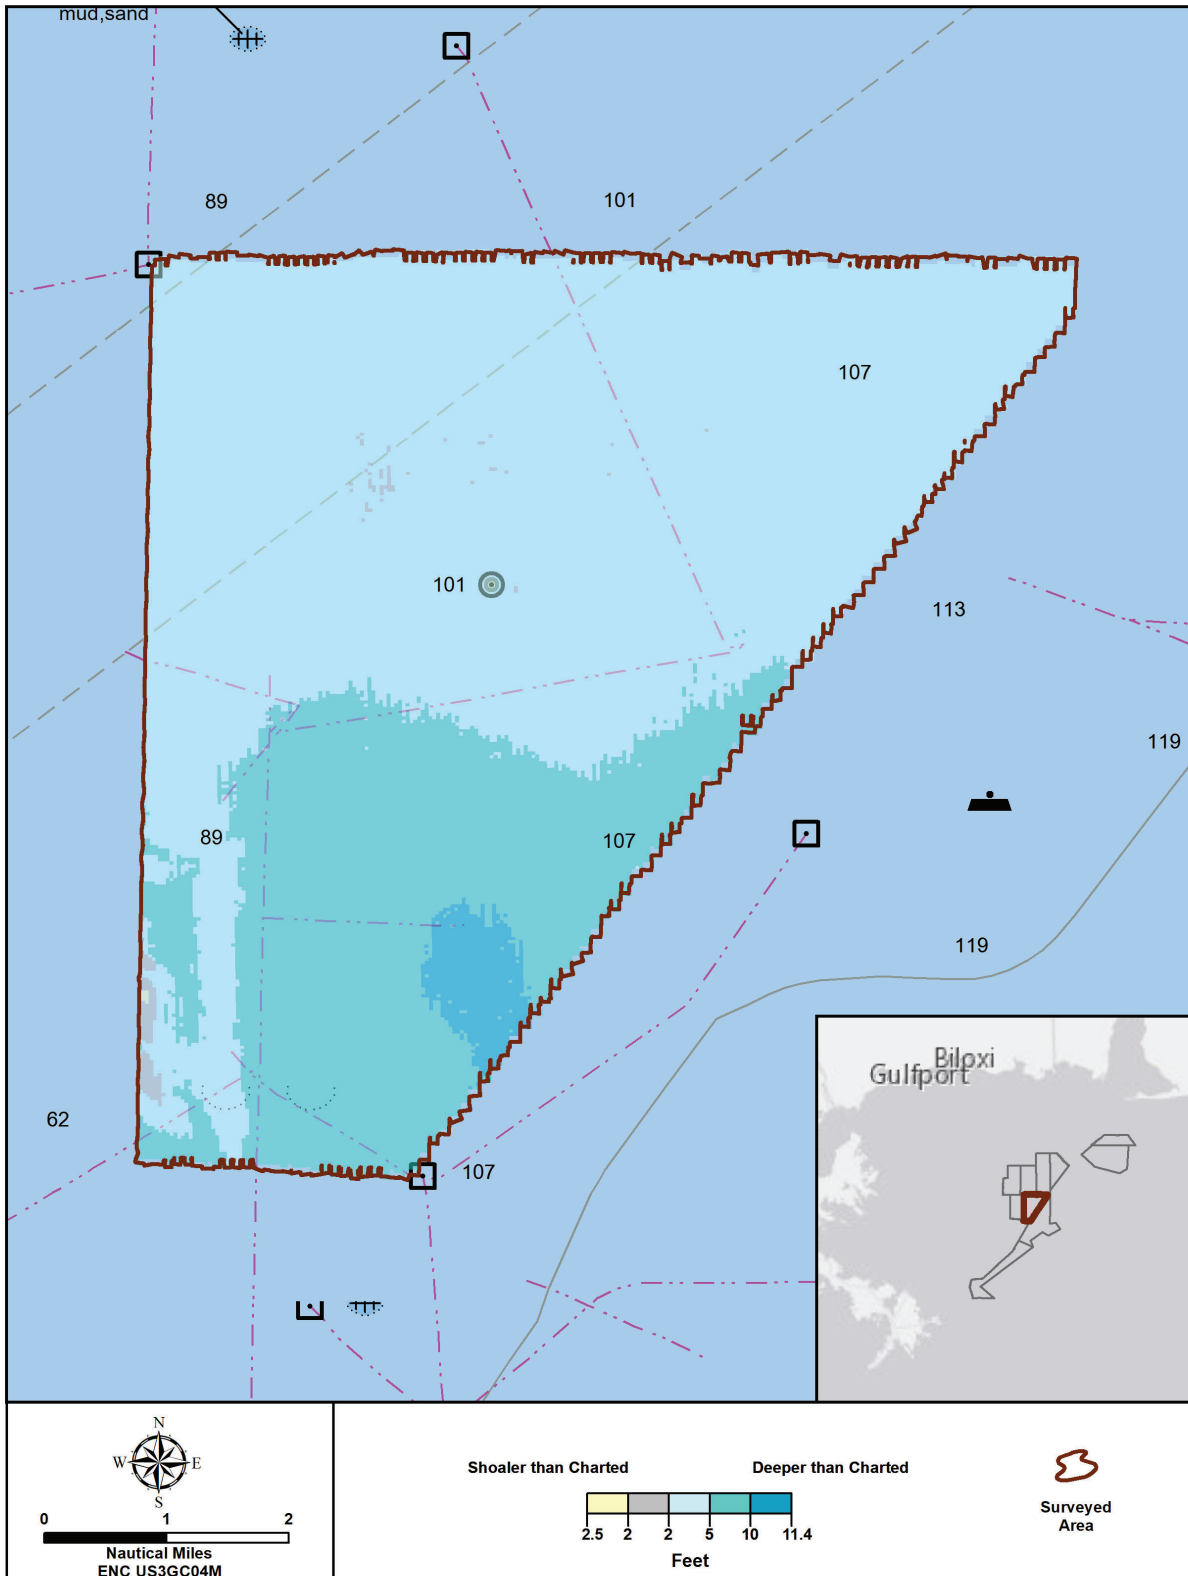 mud,sand
89
101
107
101
113
119
89
107
119
62
107
Biloxi
Gulfport
N
W E
S
0 1 2
Nautical Miles
ENC US3GC04M
Shoaler than Charted Deeper than Charted
2.5 2 2 5 10 11.4
Feet
Surveyed
Area